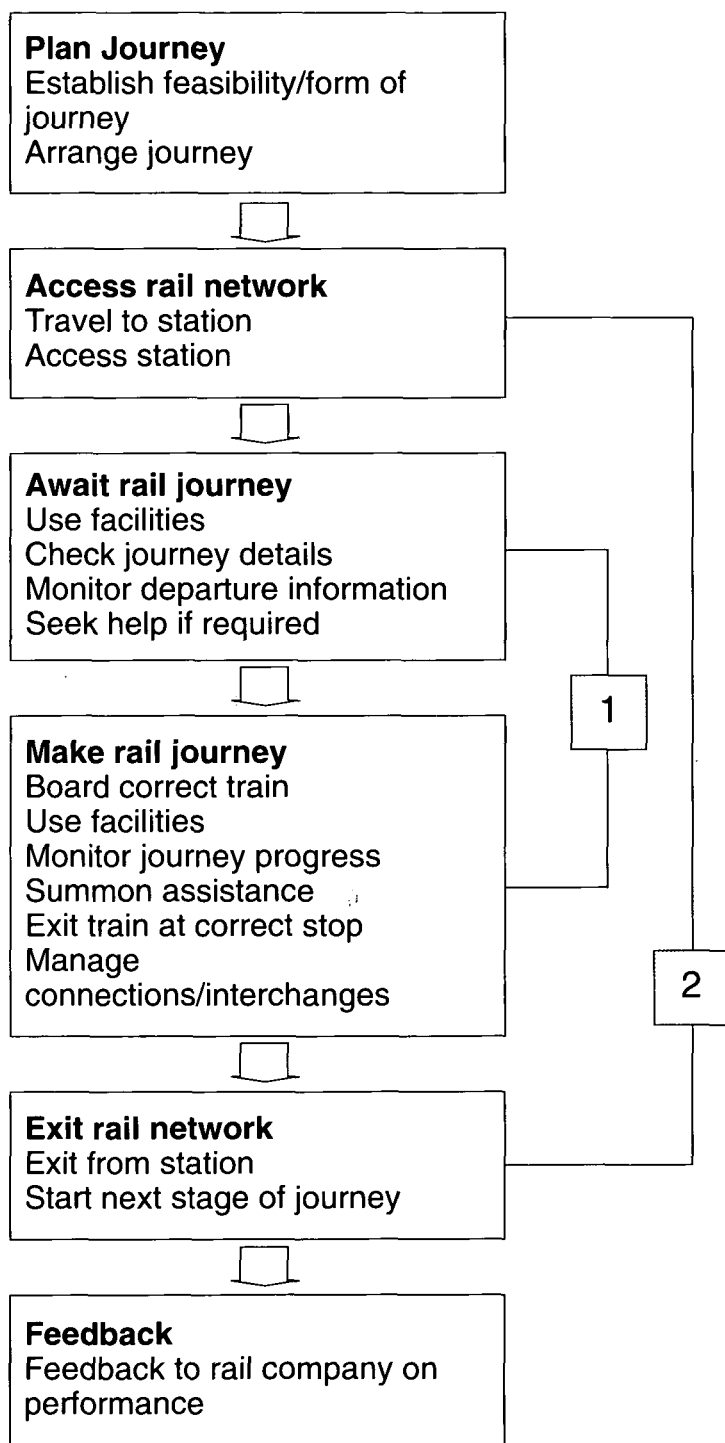 Plan Journey
Establish feasibility/form of
journey
Arrange journey
Access rail network
Travel to station
Access station
Await rail journey
Use facilities
Check journey details
Monitor departure information
Seek help if required
1
Make rail journey
Board correct train
Use facilities
Monitor journey progress
Summon assistance
Exit train at correct stop
Manage
connections/interchanges
2
Exit rail network
Exit from station
Start next stage of journey
Feedback
Feedback to rail company on
performance